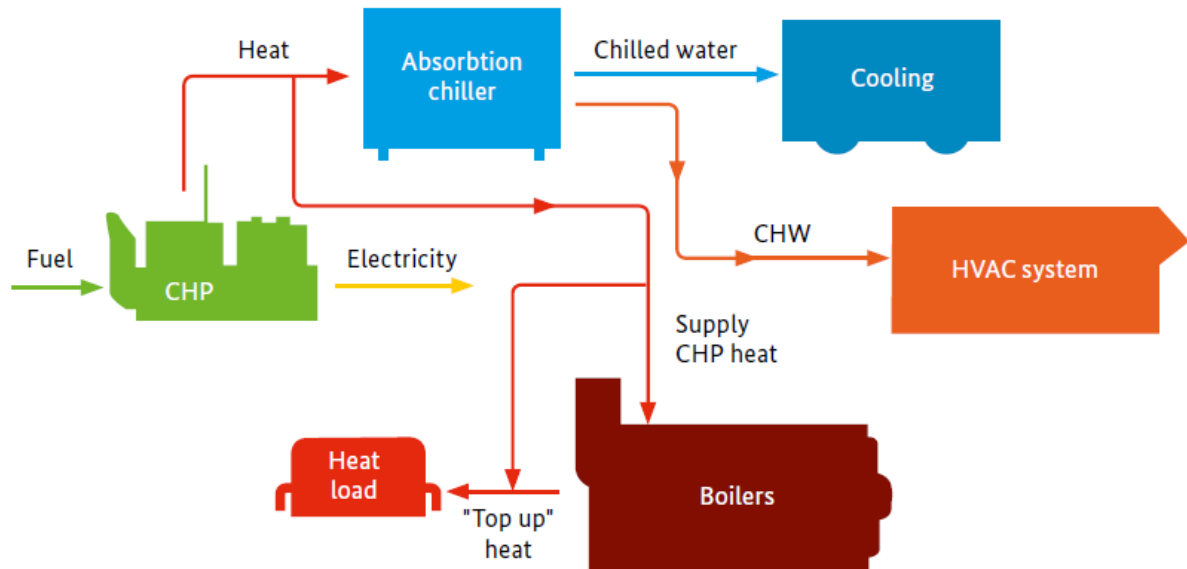 Heat
Absorbtion
chiller
Chilled water
Cooling
Fuel
CHP
Electricity
CHW
HVAC system
Supply
CHP heat
Heat
load
"Top up"
heat
Boilers